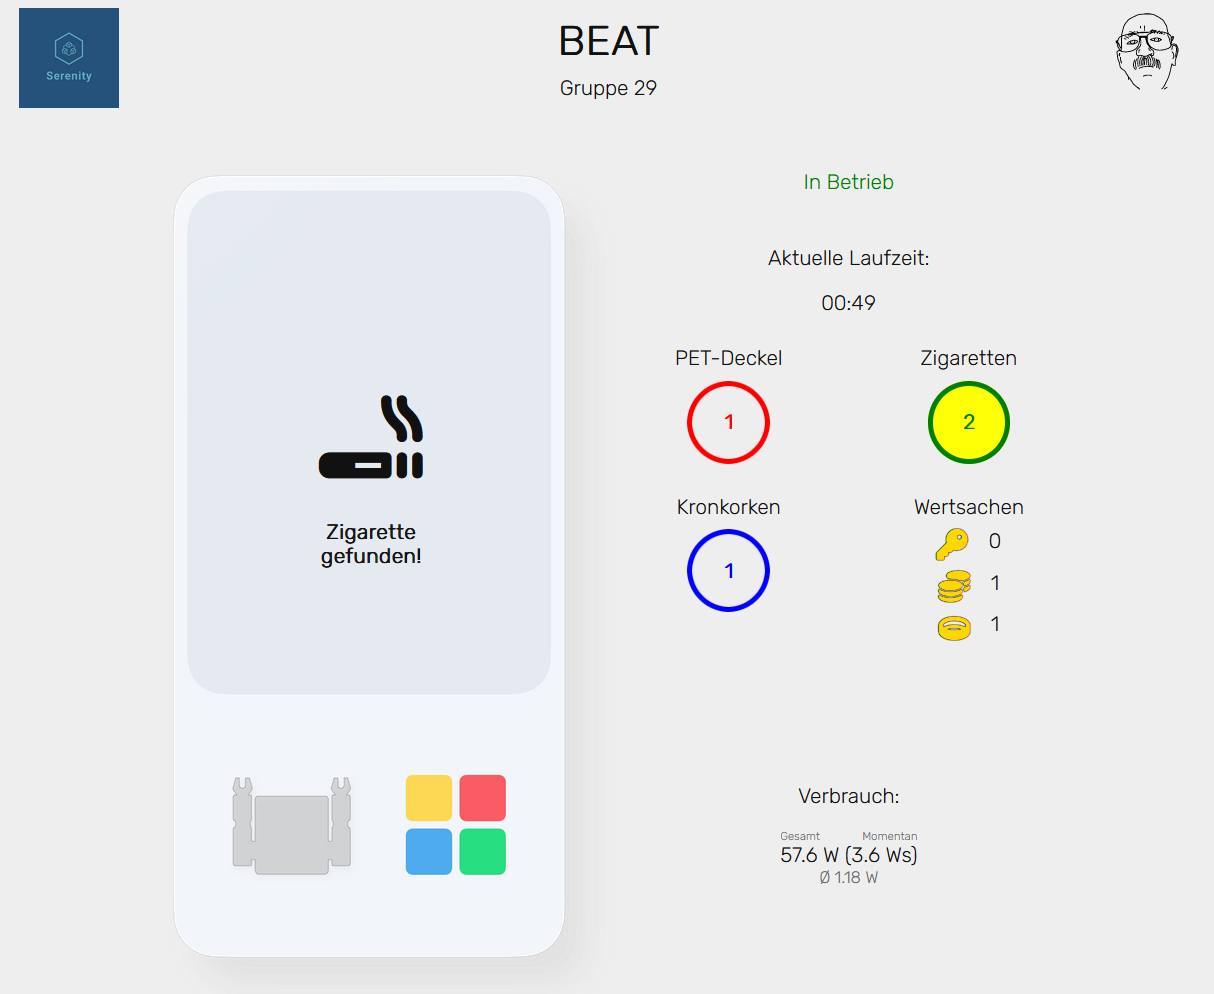 Serenity
BEAT
Gruppe 29
Zigarette
gefunden!
In Betrieb
Aktuelle Laufzeit:
00:49
PET-Deckel
1
Zigaretten
2
Kronkorken
1
Wertsachen
0
1
1
Verbrauch:
Gesamt Momentan
57.6 W (3.6 Ws)
Ø 1.18 W